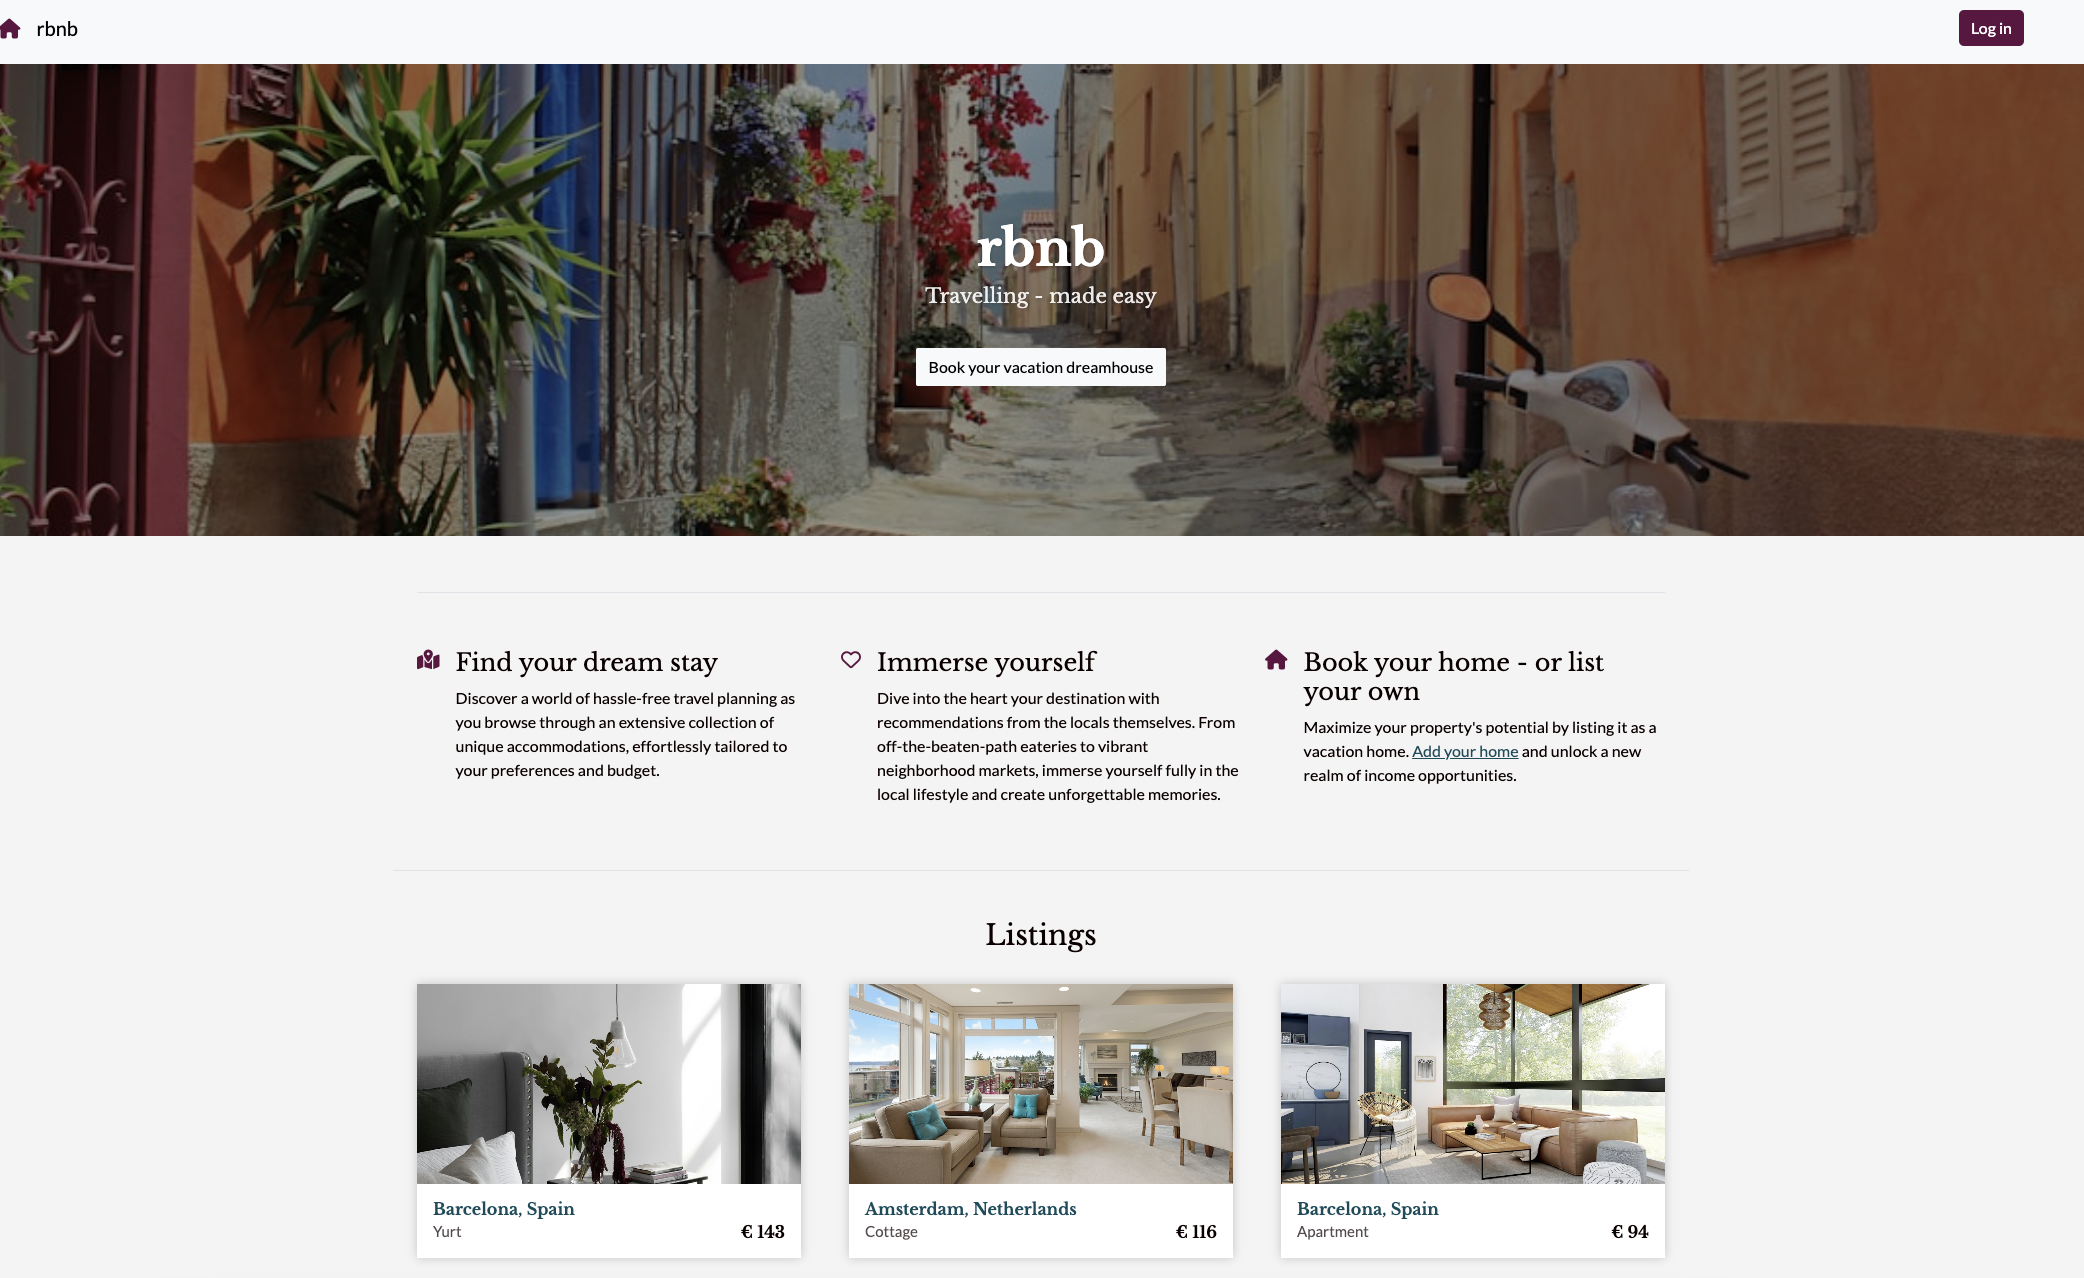 rbnb
Log in
rbnb
Travelling - made easy
Book your vacation dreamhouse
Find your dream stay
Discover a world of hassle-free travel planning as
you browse through an extensive collection of
unique accommodations, effortlessly tailored to
your preferences and budget.
Immerse yourself
Dive into the heart your destination with
recommendations from the locals themselves. From
off-the-beaten-path eateries to vibrant
neighborhood markets, immerse yourself fully in the
local lifestyle and create unforgettable memories.
Book your home - or list
your own
Maximize your property's potential by listing it as a
vacation home. Add your home and unlock a new
realm of income opportunities.
Listings
Barcelona, Spain
Yurt
€ 143
Amsterdam, Netherlands
Cottage
€ 116
Barcelona, Spain
Apartment
€ 94